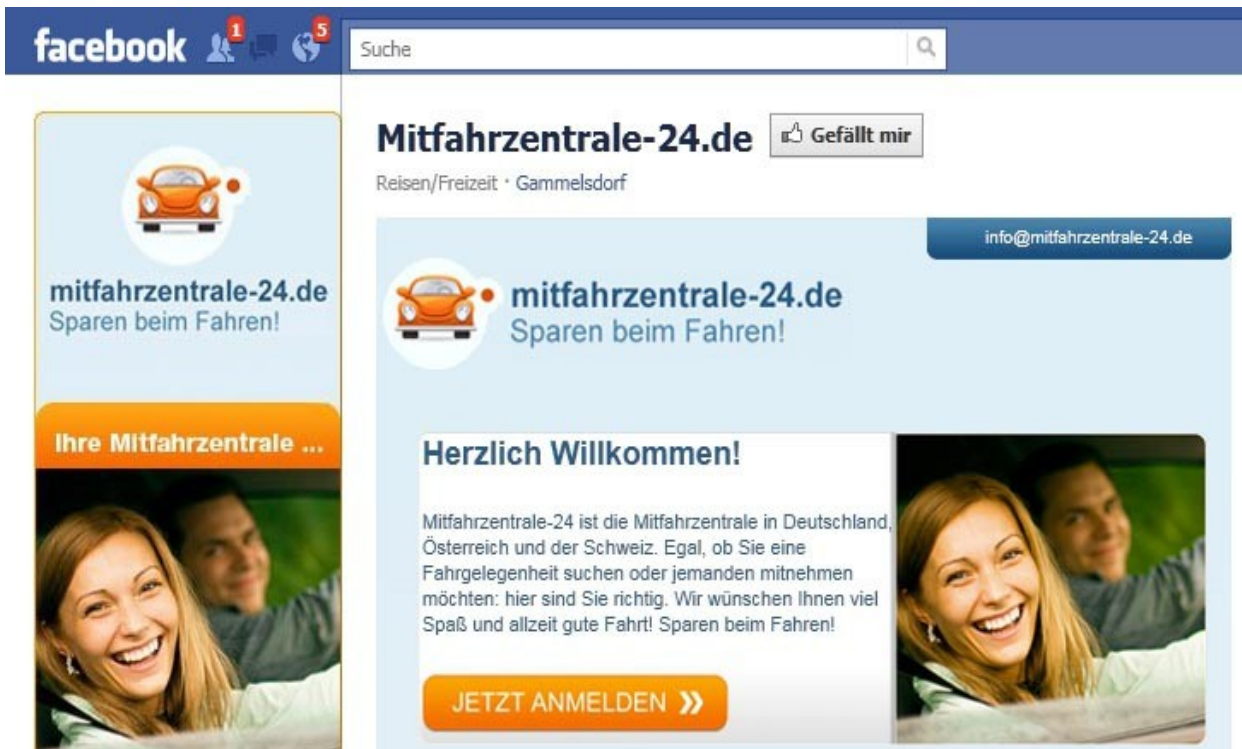 facebook
1
5
Suche
mitfahrzentrale-24.de
Sparen beim Fahren!
Ihre Mitfahrzentrale ...
Mitfahrzentrale-24.de
Gefällt mir
Reisen/Freizeit · Gammelsdorf
info@mitfahrzentrale-24.de
mitfahrzentrale-24.de
Sparen beim Fahren!
Herzlich Willkommen!
Mitfahrzentrale-24 ist die Mitfahrzentrale in Deutschland,
Österreich und der Schweiz. Egal, ob Sie eine
Fahrgelegenheit suchen oder jemanden mitnehmen
möchten: hier sind Sie richtig. Wir wünschen Ihnen viel
Spaß und allzeit gute Fahrt! Sparen beim Fahren!
JETZT ANMELDEN »